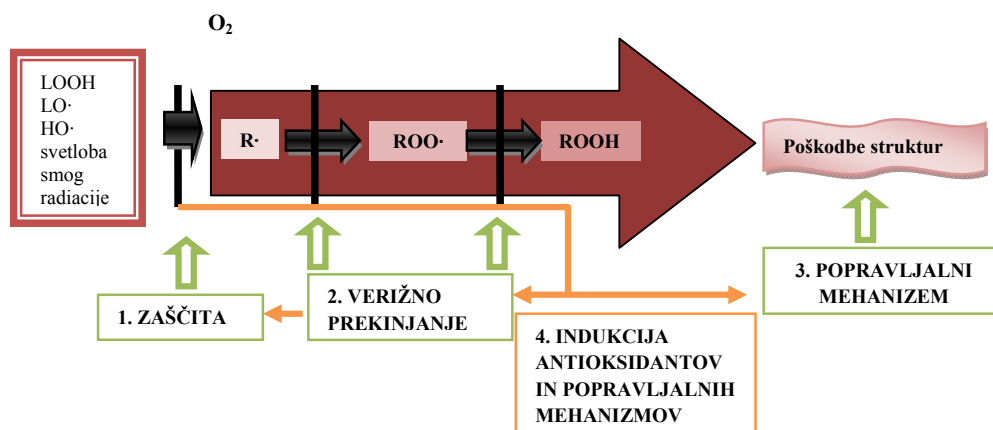 O₂
LOOH
LO·
HO·
svetloba
smog
radiacije
R·
ROO·
ROOH
Poškodbe struktur
1. ZAŠČITA
2. VERIŽNO
PREKINJANJE
3. POPRAVLJALNI
MEHANIZEM
4. INDUKCIJA
ANTIOKSIDANTOV
IN POPRAVLJALNIH
MEHANIZMOV